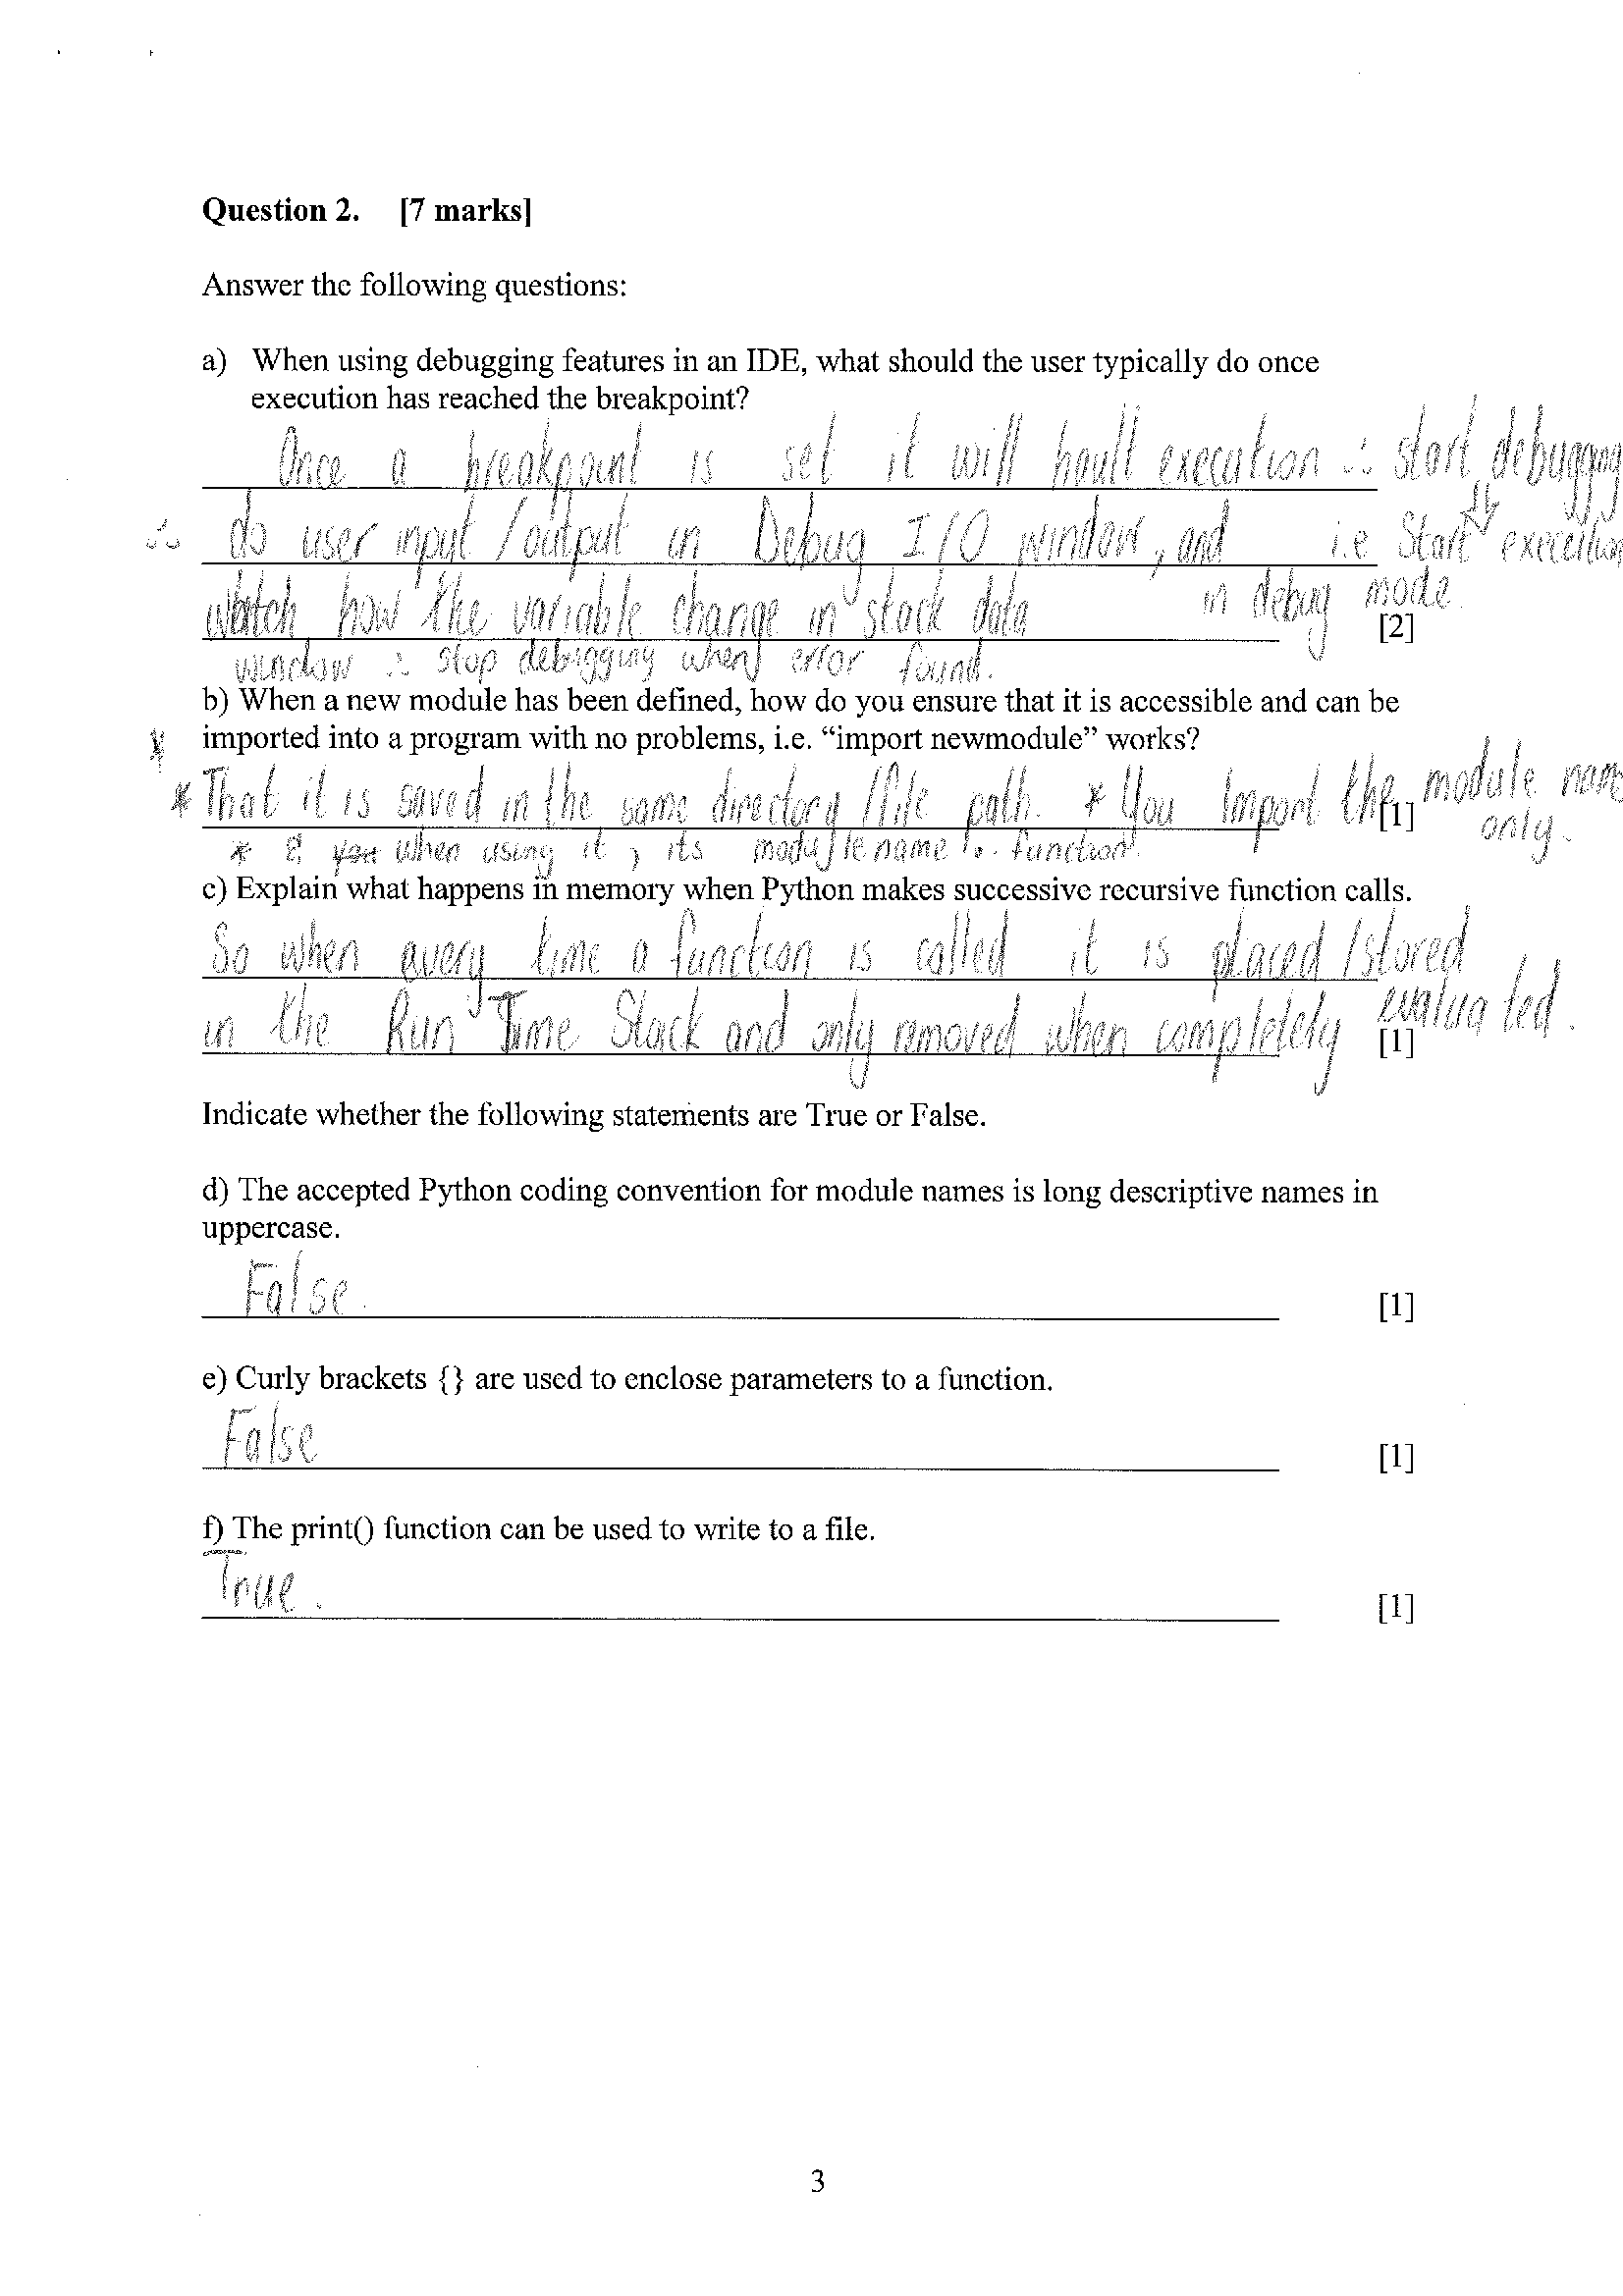 Question 2. [7 marks]
Answer the following questions:
a) When using debugging features in an IDE, what should the user typically do once
execution has reached the breakpoint?
Once a breakpoint is set it will hault execution ∴ start debugging
∴ do user input / output in Debug I/O window, and i.e Start execution
watch how the variable change in stack data in debug mode.
[2]
window ∴ stop debugging when error found.
b) When a new module has been defined, how do you ensure that it is accessible and can be
* imported into a program with no problems, i.e. “import newmodule” works?
* That it is saved in the same directory / file path. * You Import the module name
[1] only.
* & when using it, its module name . function.
c) Explain what happens in memory when Python makes successive recursive function calls.
So when every time a function is called it is placed / stored
in the Run Time Stack and only removed when completely evaluated.
[1]
Indicate whether the following statements are True or False.
d) The accepted Python coding convention for module names is long descriptive names in
uppercase.
False.
[1]
e) Curly brackets {} are used to enclose parameters to a function.
False
[1]
f) The print() function can be used to write to a file.
True.
[1]
3